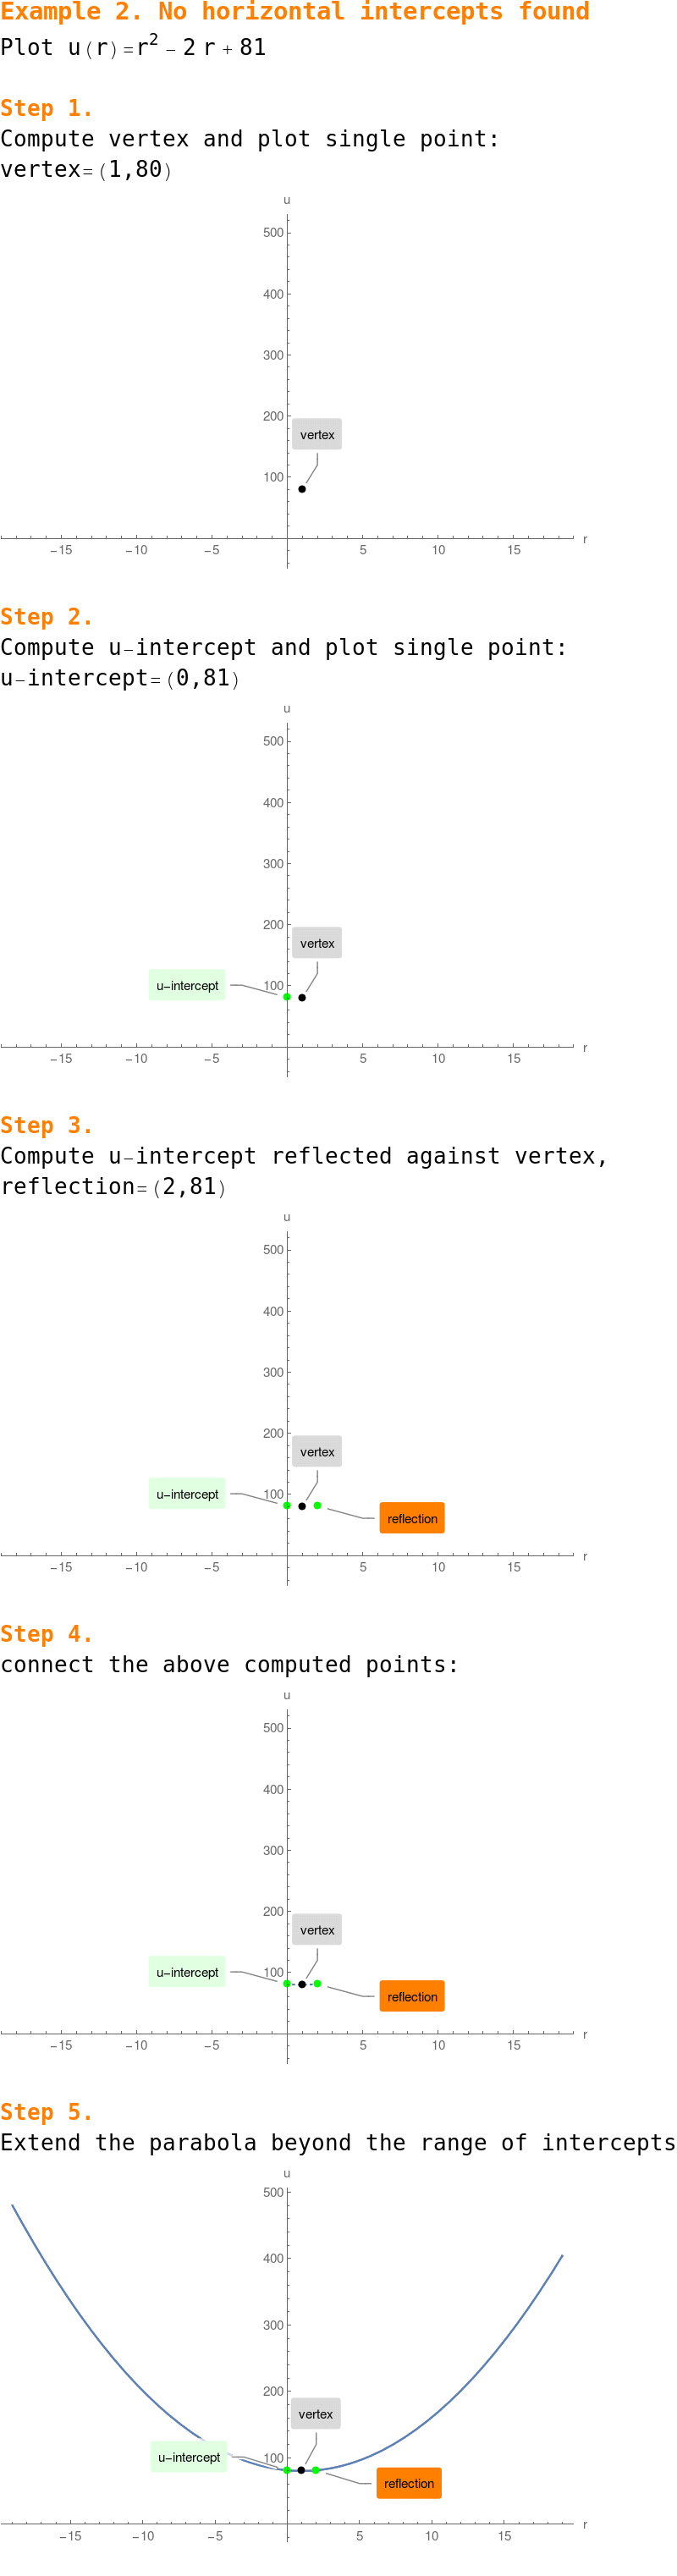 Example 2. No horizontal intercepts found
Plot u(r)=r² - 2 r + 81
Step 1.
Compute vertex and plot single point:
vertex=(1,80)
u
500
400
300
200
vertex
100
r
-15 -10 -5 5 10 15
Step 2.
Compute u-intercept and plot single point:
u-intercept=(0,81)
u
500
400
300
200
vertex
u-intercept 100
r
-15 -10 -5 5 10 15
Step 3.
Compute u-intercept reflected against vertex,
reflection=(2,81)
u
500
400
300
200
vertex
u-intercept 100
reflection
r
-15 -10 -5 5 10 15
Step 4.
connect the above computed points:
u
500
400
300
200
vertex
u-intercept 100
reflection
r
-15 -10 -5 5 10 15
Step 5.
Extend the parabola beyond the range of intercepts
u
500
400
300
200
vertex
u-intercept 100
reflection
r
-15 -10 -5 5 10 15